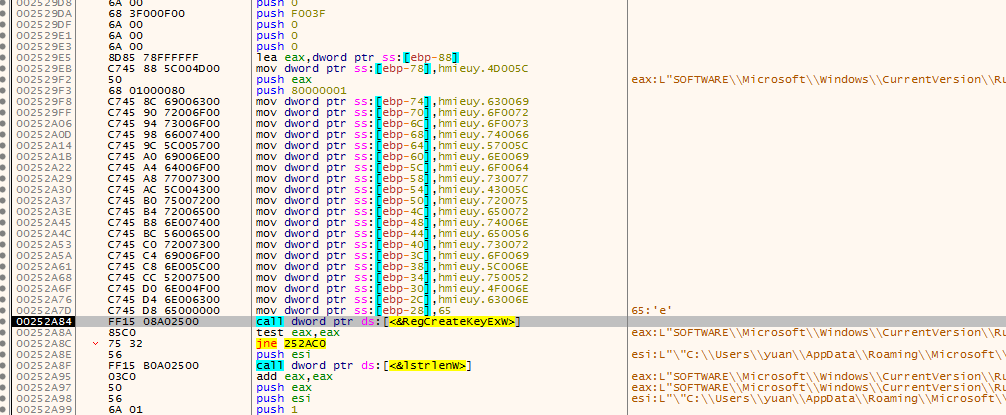 002529D8 6A 00 push 0
002529DA 68 3F000F00 push F003F
002529DF 6A 00 push 0
002529E1 6A 00 push 0
002529E3 6A 00 push 0
002529E5 8D85 78FFFFFF lea eax,dword ptr ss:[ebp-88]
002529EB C745 88 5C004D00 mov dword ptr ss:[ebp-78],hmieuy.4D005C
002529F2 50 push eax eax:L"SOFTWARE\\Microsoft\\Windows\\CurrentVersion\\Ru
002529F3 68 01000080 push 80000001
002529F8 C745 8C 69006300 mov dword ptr ss:[ebp-74],hmieuy.630069
002529FF C745 90 72006F00 mov dword ptr ss:[ebp-70],hmieuy.6F0072
00252A06 C745 94 73006F00 mov dword ptr ss:[ebp-6C],hmieuy.6F0073
00252A0D C745 98 66007400 mov dword ptr ss:[ebp-68],hmieuy.740066
00252A14 C745 9C 5C005700 mov dword ptr ss:[ebp-64],hmieuy.57005C
00252A1B C745 A0 69006E00 mov dword ptr ss:[ebp-60],hmieuy.6E0069
00252A22 C745 A4 64006F00 mov dword ptr ss:[ebp-5C],hmieuy.6F0064
00252A29 C745 A8 77007300 mov dword ptr ss:[ebp-58],hmieuy.730077
00252A30 C745 AC 5C004300 mov dword ptr ss:[ebp-54],hmieuy.43005C
00252A37 C745 B0 75007200 mov dword ptr ss:[ebp-50],hmieuy.720075
00252A3E C745 B4 72006500 mov dword ptr ss:[ebp-4C],hmieuy.650072
00252A45 C745 B8 6E007400 mov dword ptr ss:[ebp-48],hmieuy.74006E
00252A4C C745 BC 56006500 mov dword ptr ss:[ebp-44],hmieuy.650056
00252A53 C745 C0 72007300 mov dword ptr ss:[ebp-40],hmieuy.730072
00252A5A C745 C4 69006F00 mov dword ptr ss:[ebp-3C],hmieuy.6F0069
00252A61 C745 C8 6E005C00 mov dword ptr ss:[ebp-38],hmieuy.5C006E
00252A68 C745 CC 52007500 mov dword ptr ss:[ebp-34],hmieuy.750052
00252A6F C745 D0 6E004F00 mov dword ptr ss:[ebp-30],hmieuy.4F006E
00252A76 C745 D4 6E006300 mov dword ptr ss:[ebp-2C],hmieuy.63006E
00252A7D C745 D8 65000000 mov dword ptr ss:[ebp-28],65 65:'e'
00252A84 FF15 08A02500 call dword ptr ds:[<&RegCreateKeyExW>]
00252A8A 85C0 test eax,eax eax:L"SOFTWARE\\Microsoft\\Windows\\CurrentVersion\\Ru
00252A8C 75 32 jne 252AC0
00252A8E 56 push esi esi:L"\"C:\\Users\\yuan\\AppData\\Roaming\\Microsoft\
00252A8F FF15 B0A02500 call dword ptr ds:[<&lstrlenW>]
00252A95 03C0 add eax,eax eax:L"SOFTWARE\\Microsoft\\Windows\\CurrentVersion\\Ru
00252A97 50 push eax eax:L"SOFTWARE\\Microsoft\\Windows\\CurrentVersion\\Ru
00252A98 56 push esi esi:L"\"C:\\Users\\yuan\\AppData\\Roaming\\Microsoft\
00252A99 6A 01 push 1